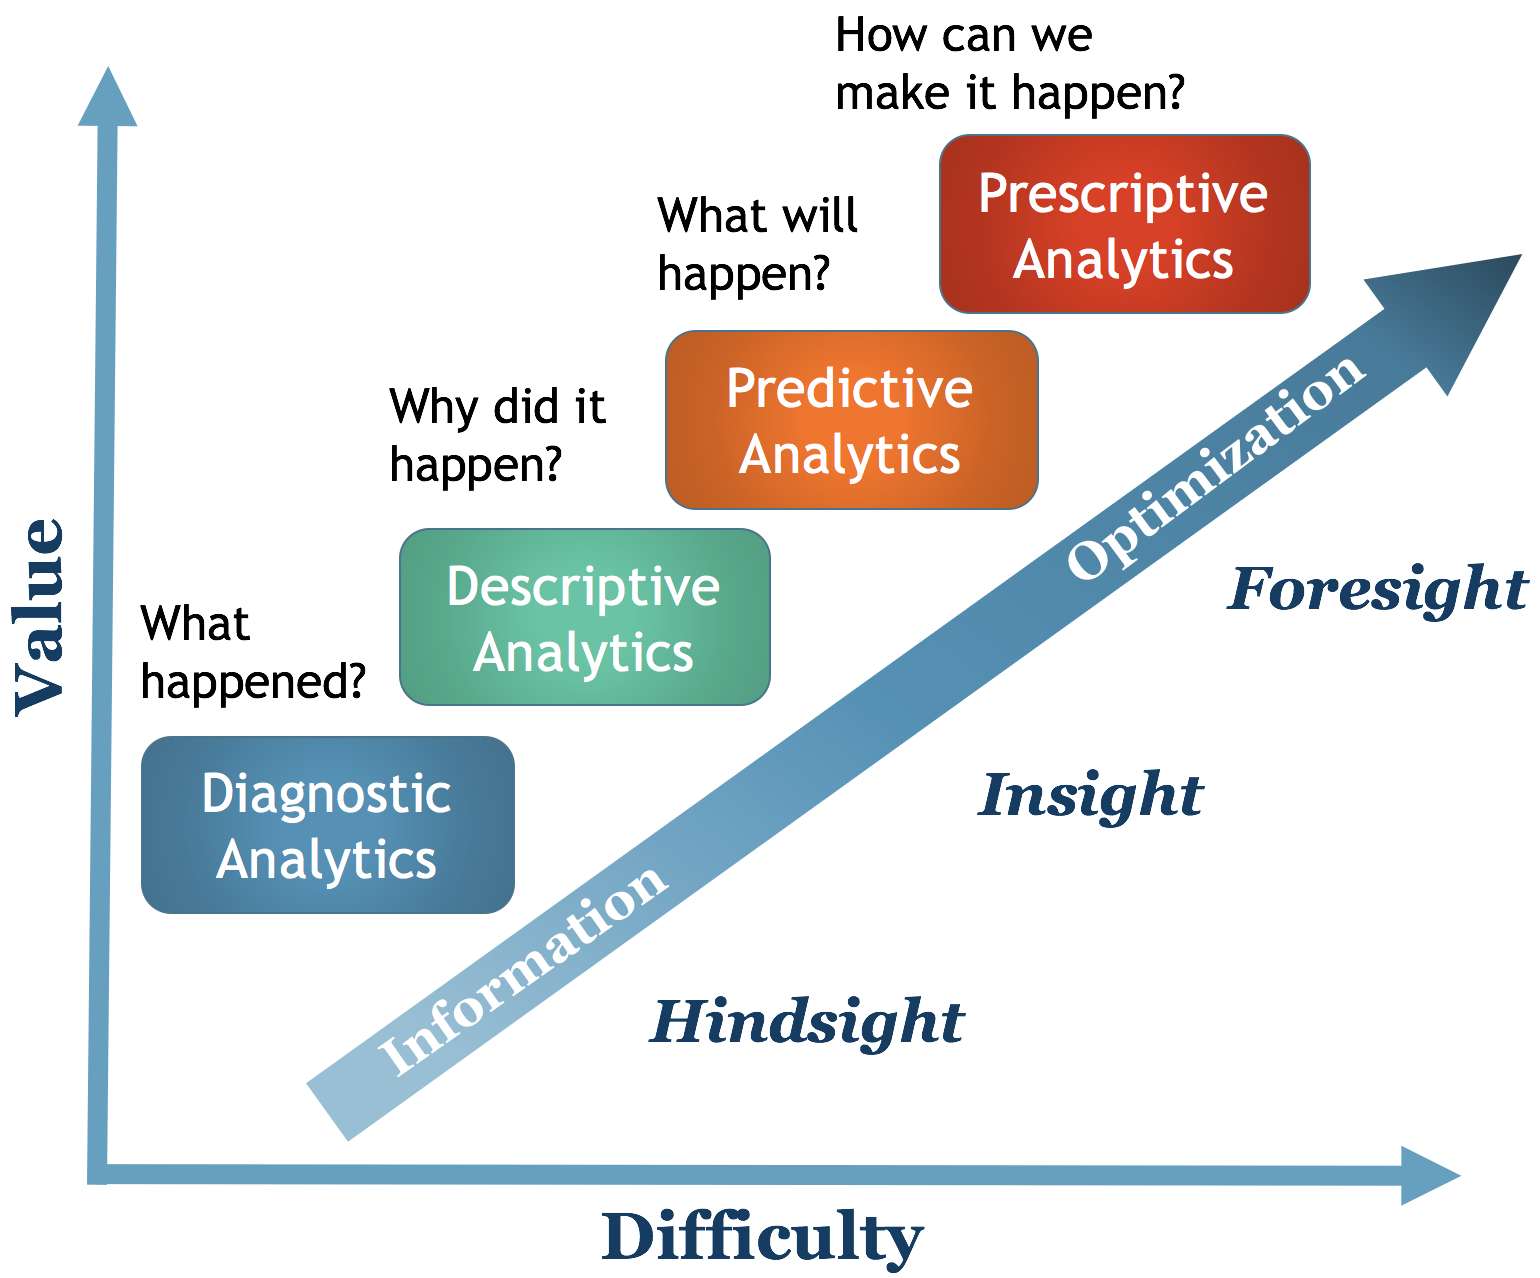 How can we
make it happen?
Prescriptive
Analytics
What will
happen?
Predictive
Analytics
Why did it
happen?
Descriptive
Analytics
What
happened?
Diagnostic
Analytics
Value
Information
Optimization
Foresight
Insight
Hindsight
Difficulty